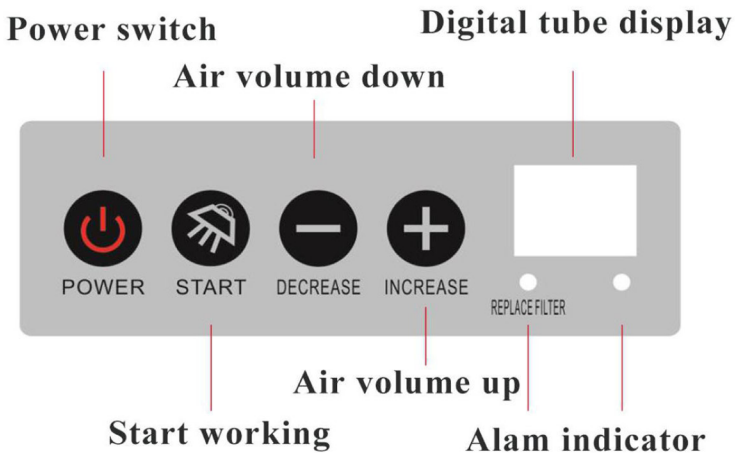 Power switch
Digital tube display
Air volume down
POWER
START
DECREASE
INCREASE
REPLACE FILTER
Air volume up
Start working
Alam indicator